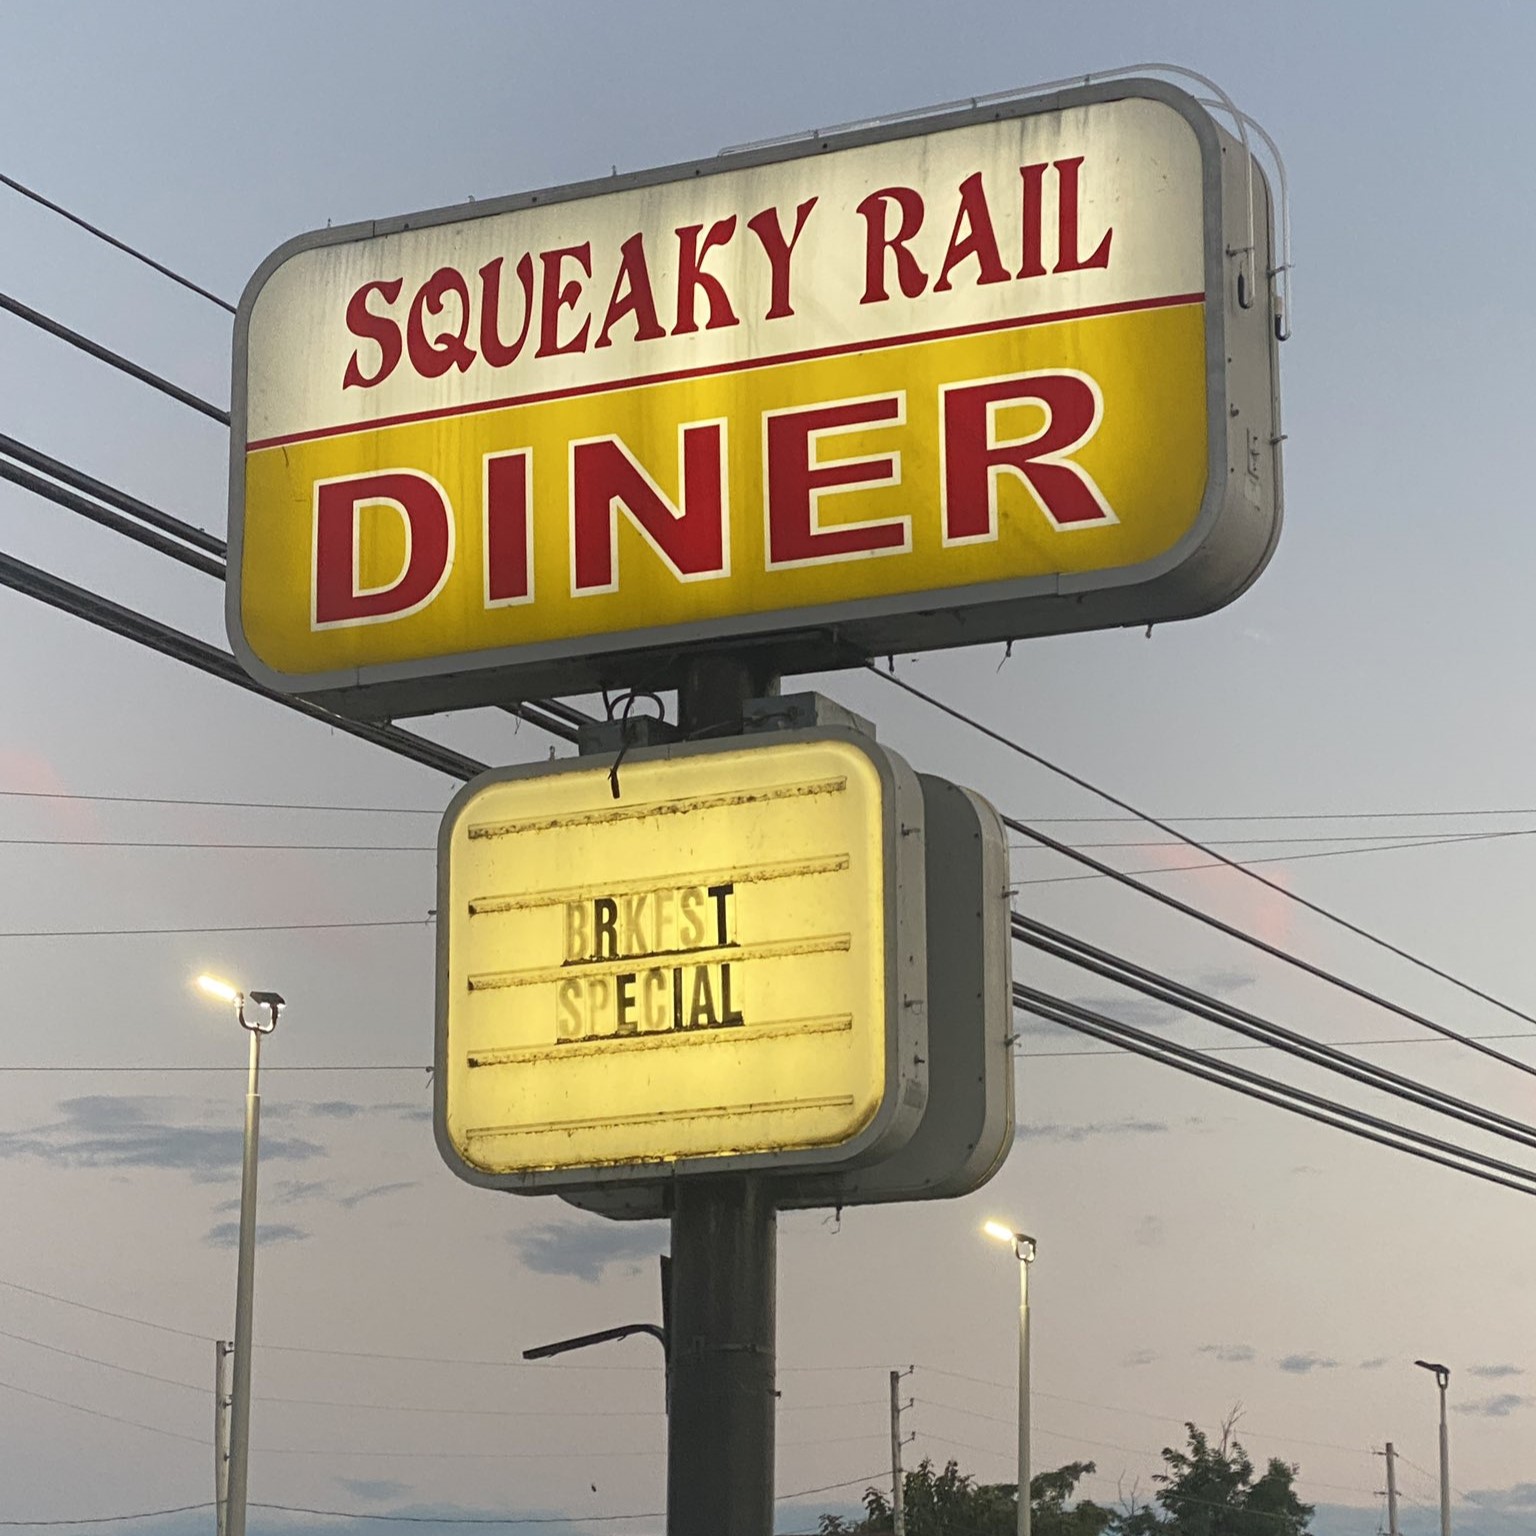 SQUEAKY RAIL
DINER
BRKFST
SPECIAL